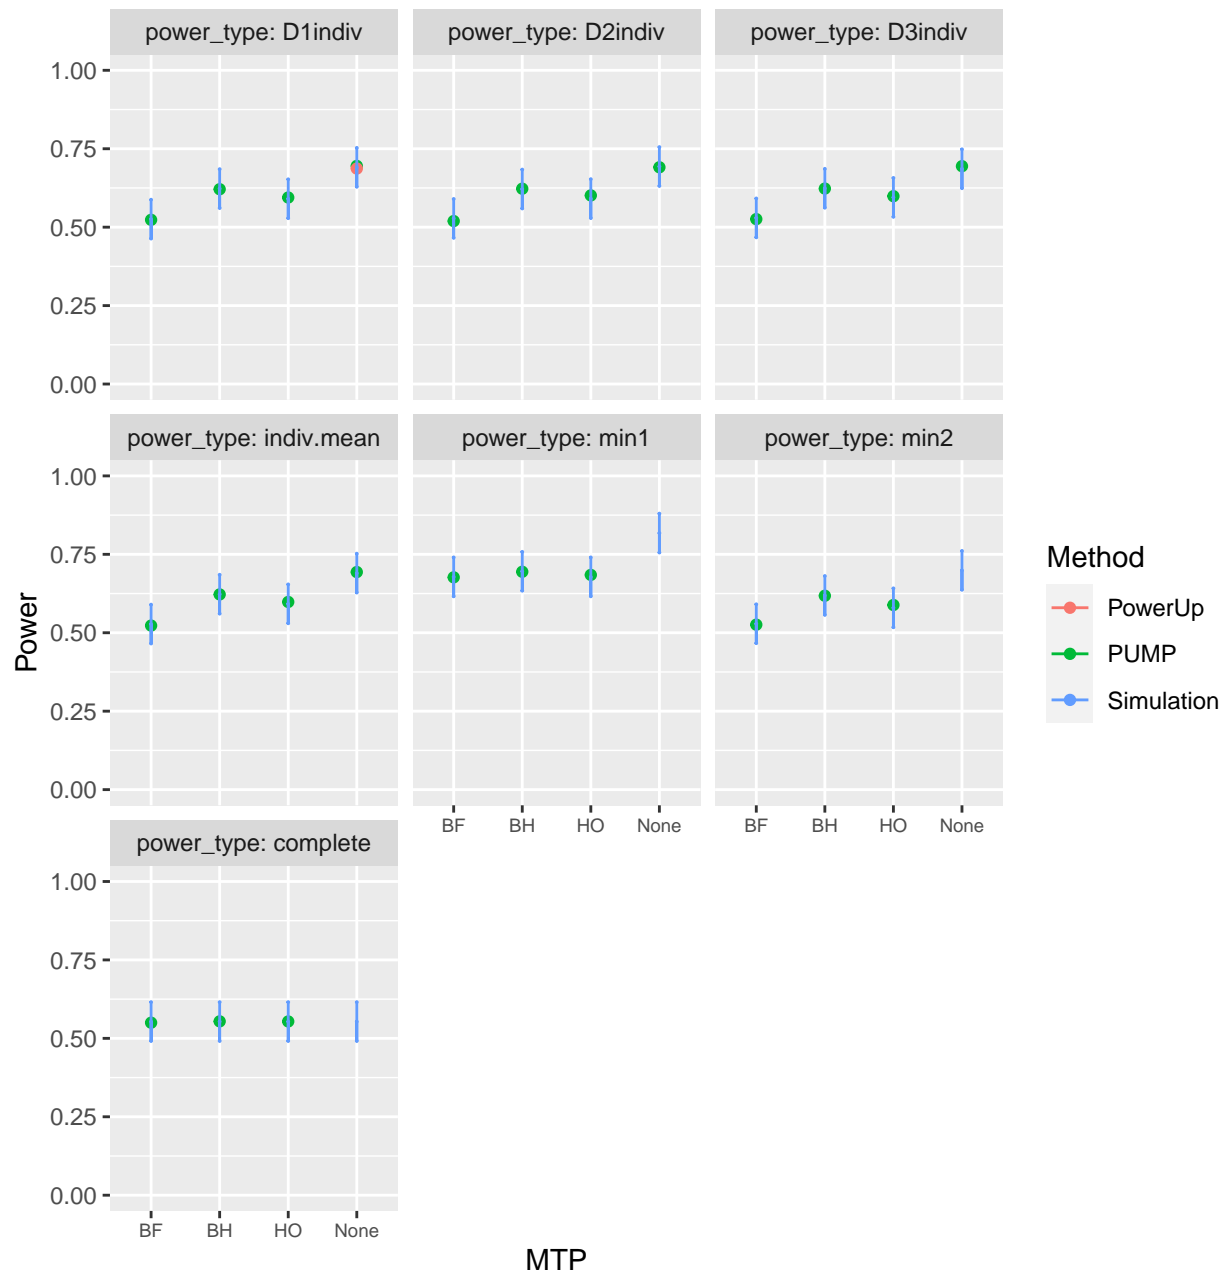 power_type: D1indiv
power_type: D2indiv
power_type: D3indiv
1.00
0.75
0.50
0.25
0.00
power_type: indiv.mean
power_type: min1
power_type: min2
1.00
0.75
0.50
0.25
0.00
BF BH HO None
BF BH HO None
power_type: complete
1.00
0.75
0.50
0.25
0.00
BF BH HO None
Power
MTP
Method
PowerUp
PUMP
Simulation